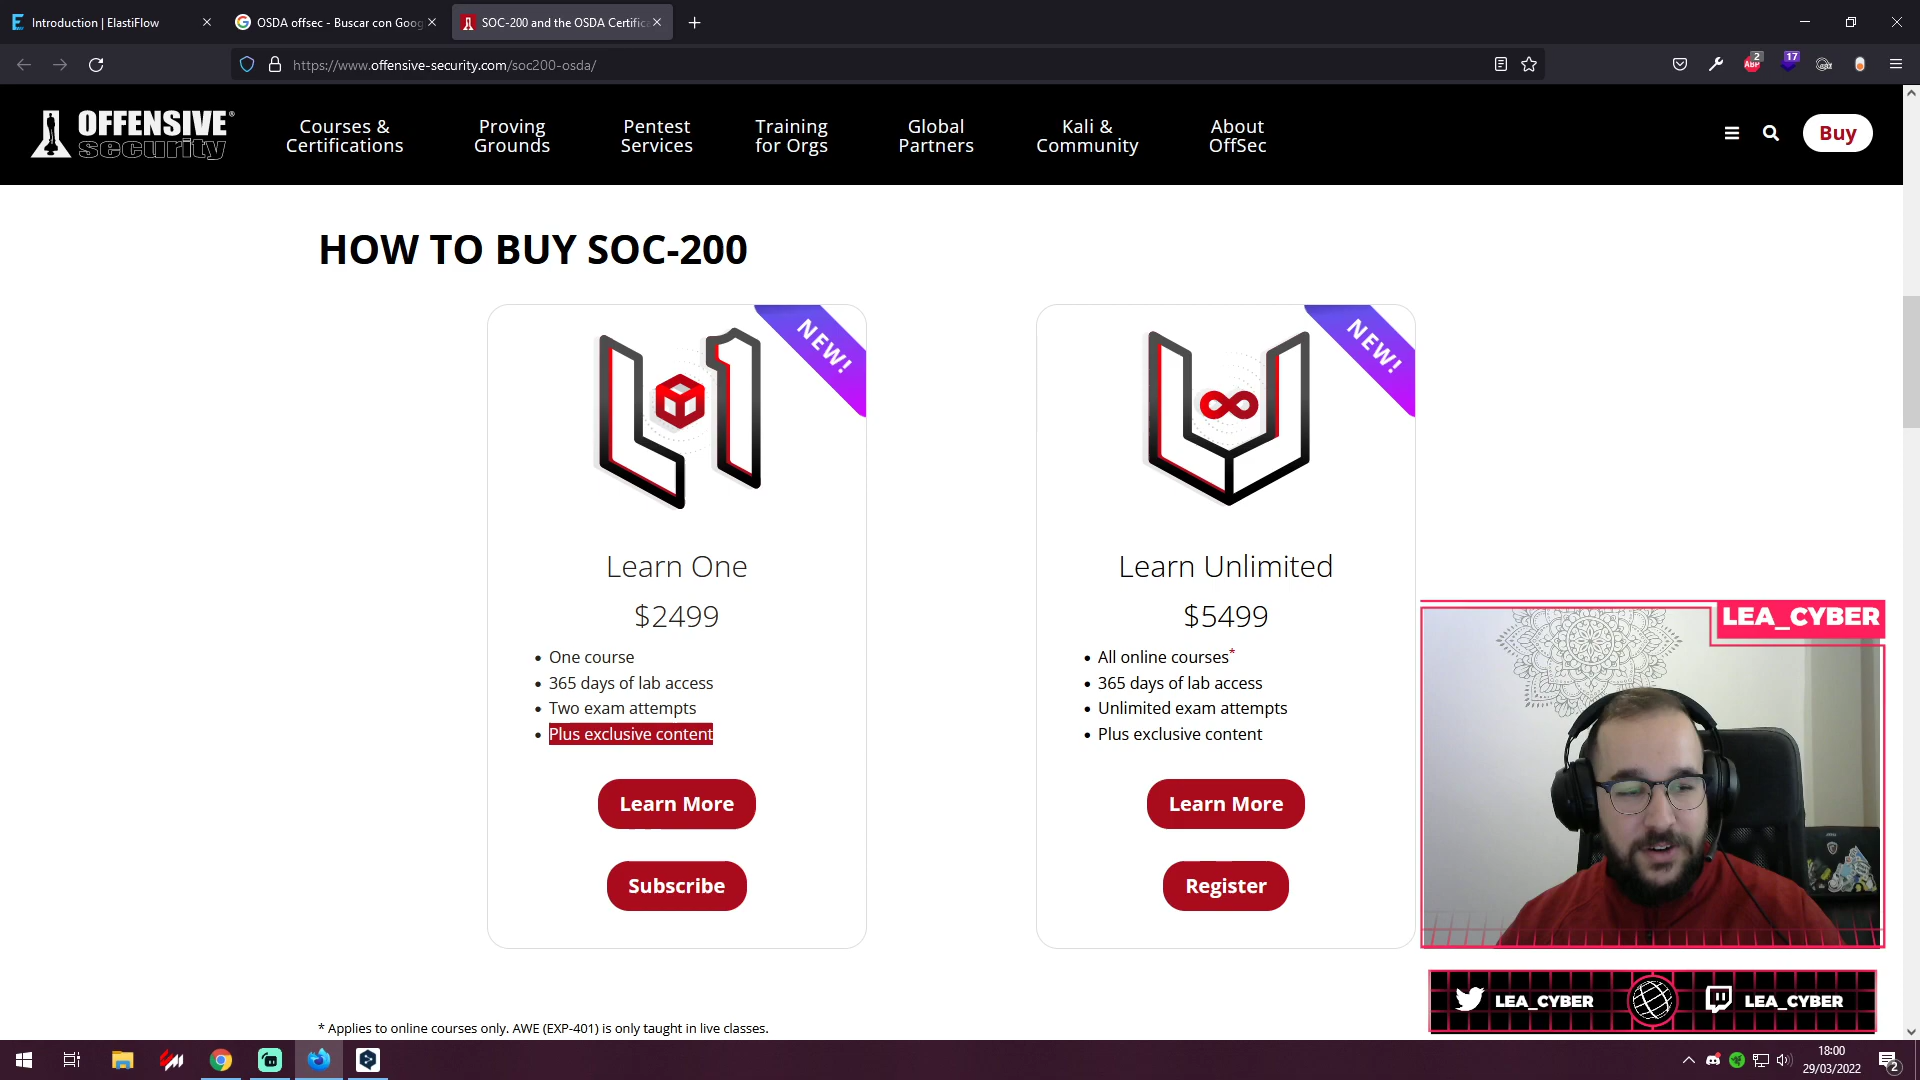 Introduction | ElastiFlow
OSDA offsec - Buscar con Goog
SOC-200 and the OSDA Certific
https://www.offensive-security.com/soc200-osda/
ABP
2
17
OFFENSIVE®
security
Courses &
Certifications
Proving
Grounds
Pentest
Services
Training
for Orgs
Global
Partners
Kali &
Community
About
OffSec
Buy
HOW TO BUY SOC-200
NEW!
Learn One
$2499
• One course
• 365 days of lab access
• Two exam attempts
• Plus exclusive content
Learn More
Subscribe
NEW!
Learn Unlimited
$5499
• All online courses*
• 365 days of lab access
• Unlimited exam attempts
• Plus exclusive content
Learn More
Register
LEA_CYBER
LEA_CYBER
LEA_CYBER
* Applies to online courses only. AWE (EXP-401) is only taught in live classes.
18:00
29/03/2022
2